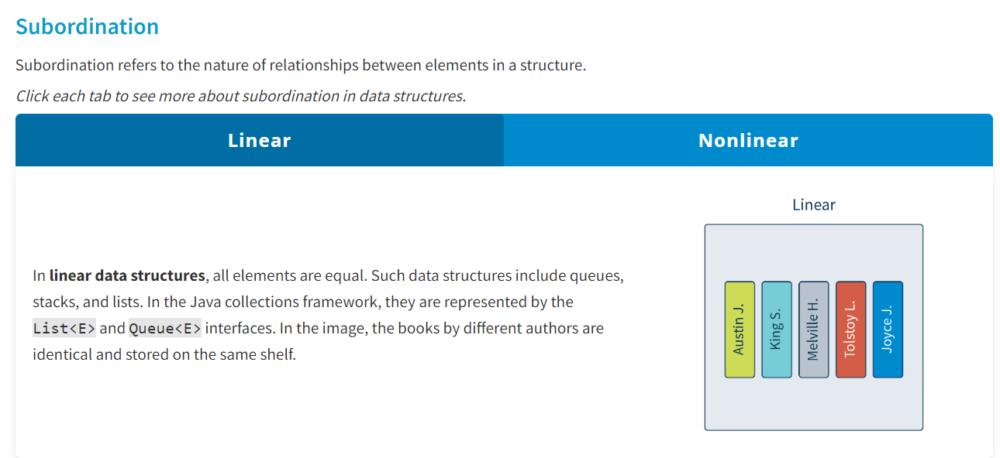 Subordination
Subordination refers to the nature of relationships between elements in a structure.
Click each tab to see more about subordination in data structures.
Linear
Nonlinear
In linear data structures, all elements are equal. Such data structures include queues,
stacks, and lists. In the Java collections framework, they are represented by the
List<E> and Queue<E> interfaces. In the image, the books by different authors are
identical and stored on the same shelf.
Linear
Austin J.
King S.
Melville H.
Tolstoy L.
Joyce J.